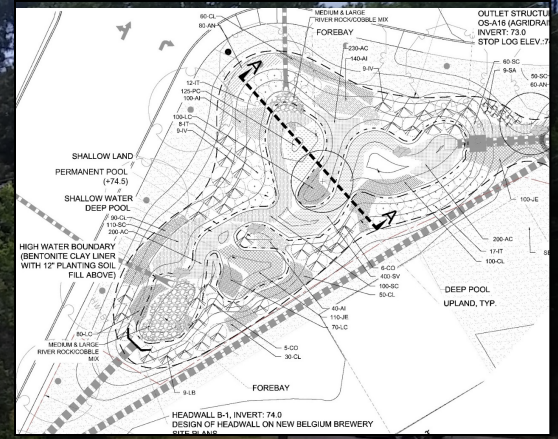 60-CL
80-AN
MEDIUM & LARGE
RIVER ROCK/COBBLE
MIX
FOREBAY
230-AC
140-AI
9-IV
OUTLET STRUCTU
OS-A16 (AGRIDRAI
INVERT: 73.0
STOP LOG ELEV.:7
60-SC
9-SA
50-SC
60-AN
12-IT
125-PC
100-AI
100-LC
8-IT
9-IV
A
A
SHALLOW LAND
PERMANENT POOL
(+74.5)
SHALLOW WATER
DEEP POOL
90-CL
110-SC
200-AC
HIGH WATER BOUNDARY
(BENTONITE CLAY LINER
WITH 12" PLANTING SOIL
FILL ABOVE)
100-JE
200-AC
17-IT
100-CL
6-CO
400-SV
100-SC
50-CL
DEEP POOL
UPLAND, TYP.
40-AI
110-JE
70-LC
80-LC
MEDIUM & LARGE
RIVER ROCK/COBBLE
MIX
5-CO
30-CL
9-LB
FOREBAY
HEADWALL B-1, INVERT: 74.0
DESIGN OF HEADWALL ON NEW BELGIUM BREWERY
SITE PLANS